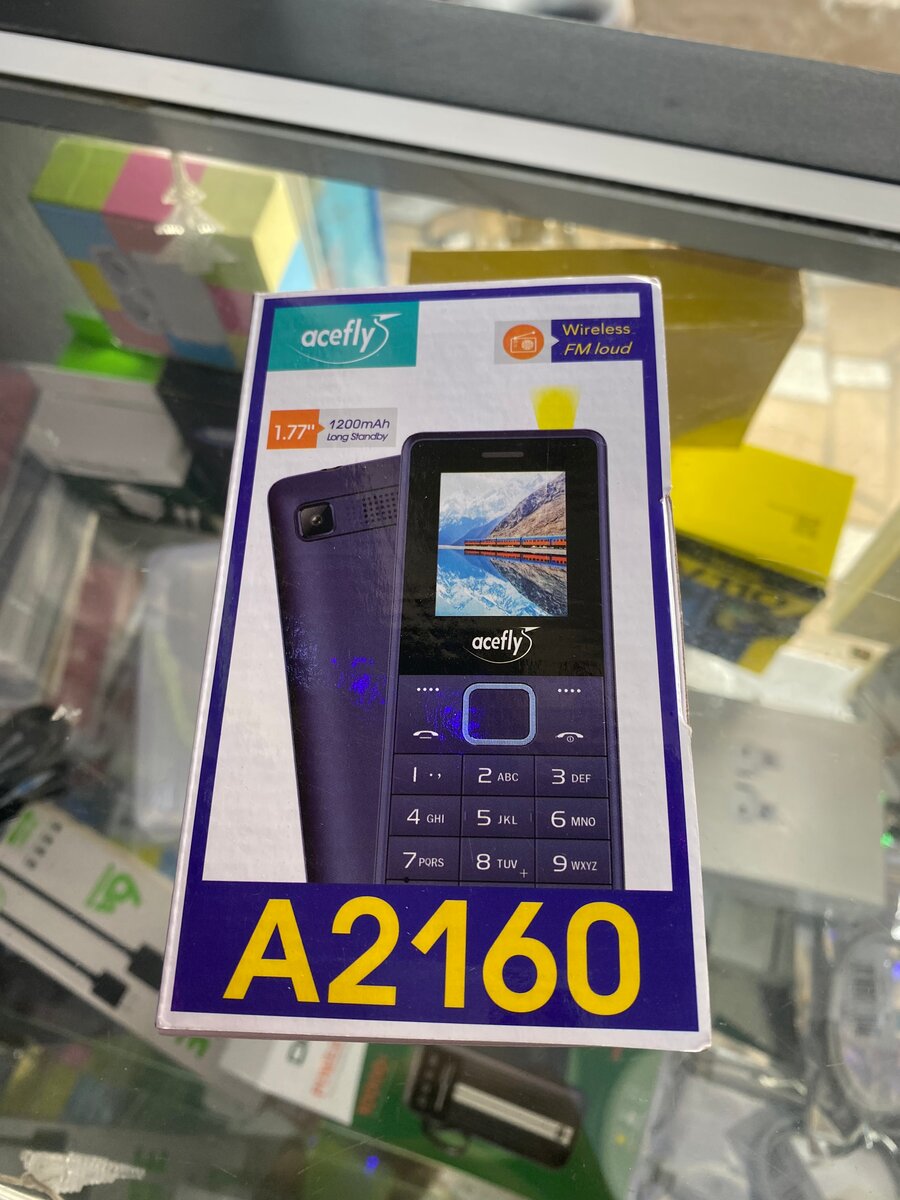 acefly
Wireless
FM loud
1.77"
1200mAh
Long Standby
acefly
1 . ,
2 ABC
3 DEF
4 GHI
5 JKL
6 MNO
7 PQRS
8 TUV +
9 WXYZ
A2160